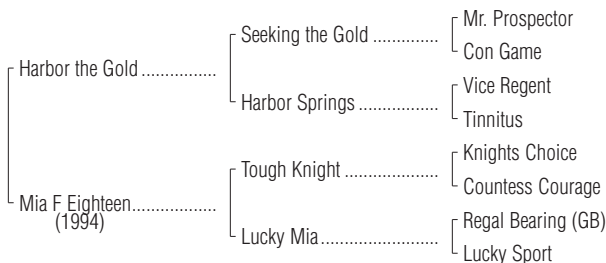 Mr. Prospector
Seeking the Gold ...............
Con Game
Harbor the Gold ................
Vice Regent
Harbor Springs ..................
Tinnitus
Knights Choice
Tough Knight .....................
Countess Courage
Mia F Eighteen..................
(1994)
Regal Bearing (GB)
Lucky Mia..........................
Lucky Sport